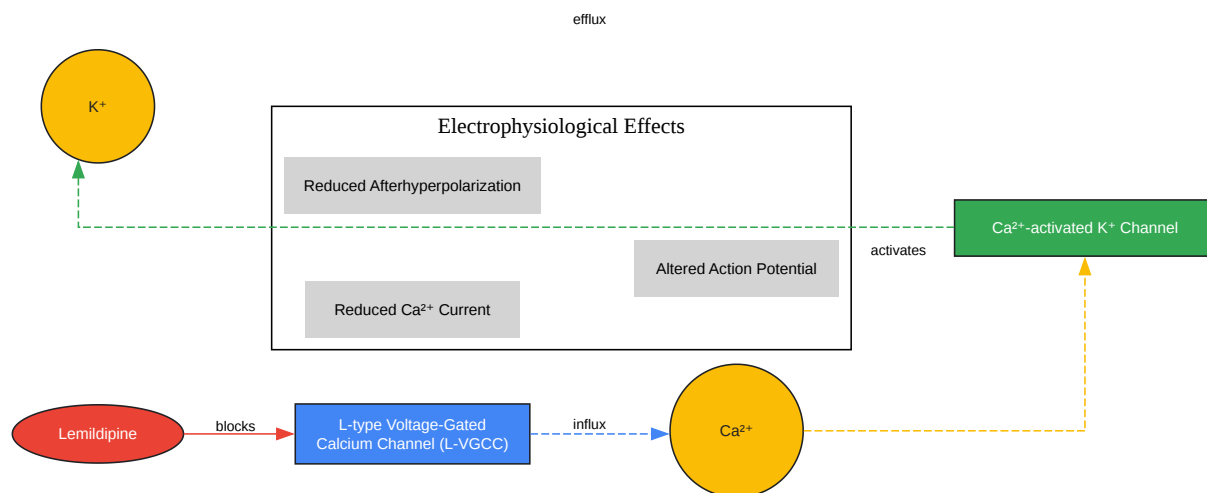 efflux
K⁺
Electrophysiological Effects
Reduced Afterhyperpolarization
Ca²⁺-activated K⁺ Channel
activates
Altered Action Potential
Reduced Ca²⁺ Current
Lemildipine
blocks
L-type Voltage-Gated
Calcium Channel (L-VGCC)
influx
Ca²⁺